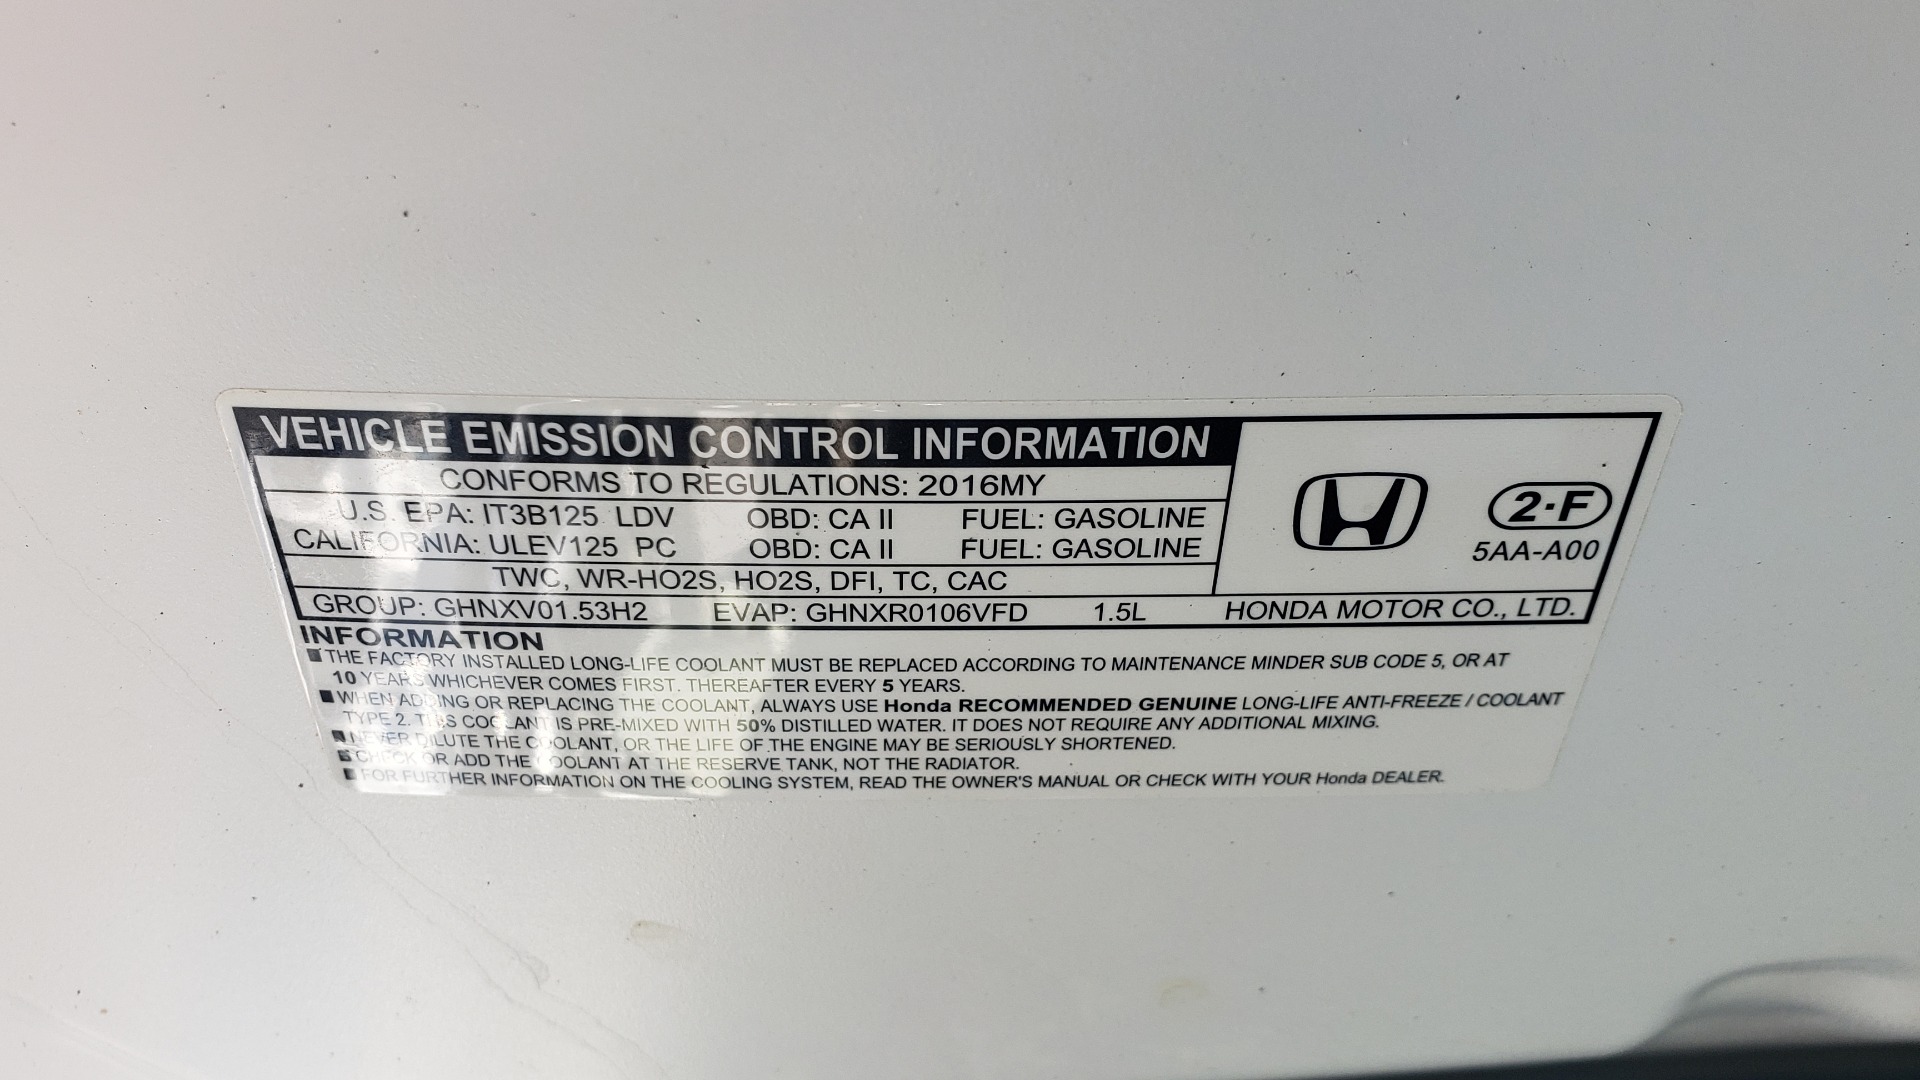 VEHICLE EMISSION CONTROL INFORMATION
CONFORMS TO REGULATIONS: 2016MY
U.S. EPA: IT3B125 LDV OBD: CA II FUEL: GASOLINE
CALIFORNIA: ULEV125 PC OBD: CA II FUEL: GASOLINE
TWC, WR-HO2S, HO2S, DFI, TC, CAC
2·F
5AA-A00
GROUP: GHNXV01.53H2 EVAP: GHNXR0106VFD 1.5L HONDA MOTOR CO., LTD.
INFORMATION
■ THE FACTORY INSTALLED LONG-LIFE COOLANT MUST BE REPLACED ACCORDING TO MAINTENANCE MINDER SUB CODE 5, OR AT
10 YEARS WHICHEVER COMES FIRST. THEREAFTER EVERY 5 YEARS.
■ WHEN ADDING OR REPLACING THE COOLANT, ALWAYS USE Honda RECOMMENDED GENUINE LONG-LIFE ANTI-FREEZE / COOLANT
TYPE 2. THIS COOLANT IS PRE-MIXED WITH 50% DISTILLED WATER. IT DOES NOT REQUIRE ANY ADDITIONAL MIXING.
■ NEVER DILUTE THE COOLANT, OR THE LIFE OF THE ENGINE MAY BE SERIOUSLY SHORTENED.
■ CHECK OR ADD THE COOLANT AT THE RESERVE TANK, NOT THE RADIATOR.
■ FOR FURTHER INFORMATION ON THE COOLING SYSTEM, READ THE OWNER'S MANUAL OR CHECK WITH YOUR Honda DEALER.